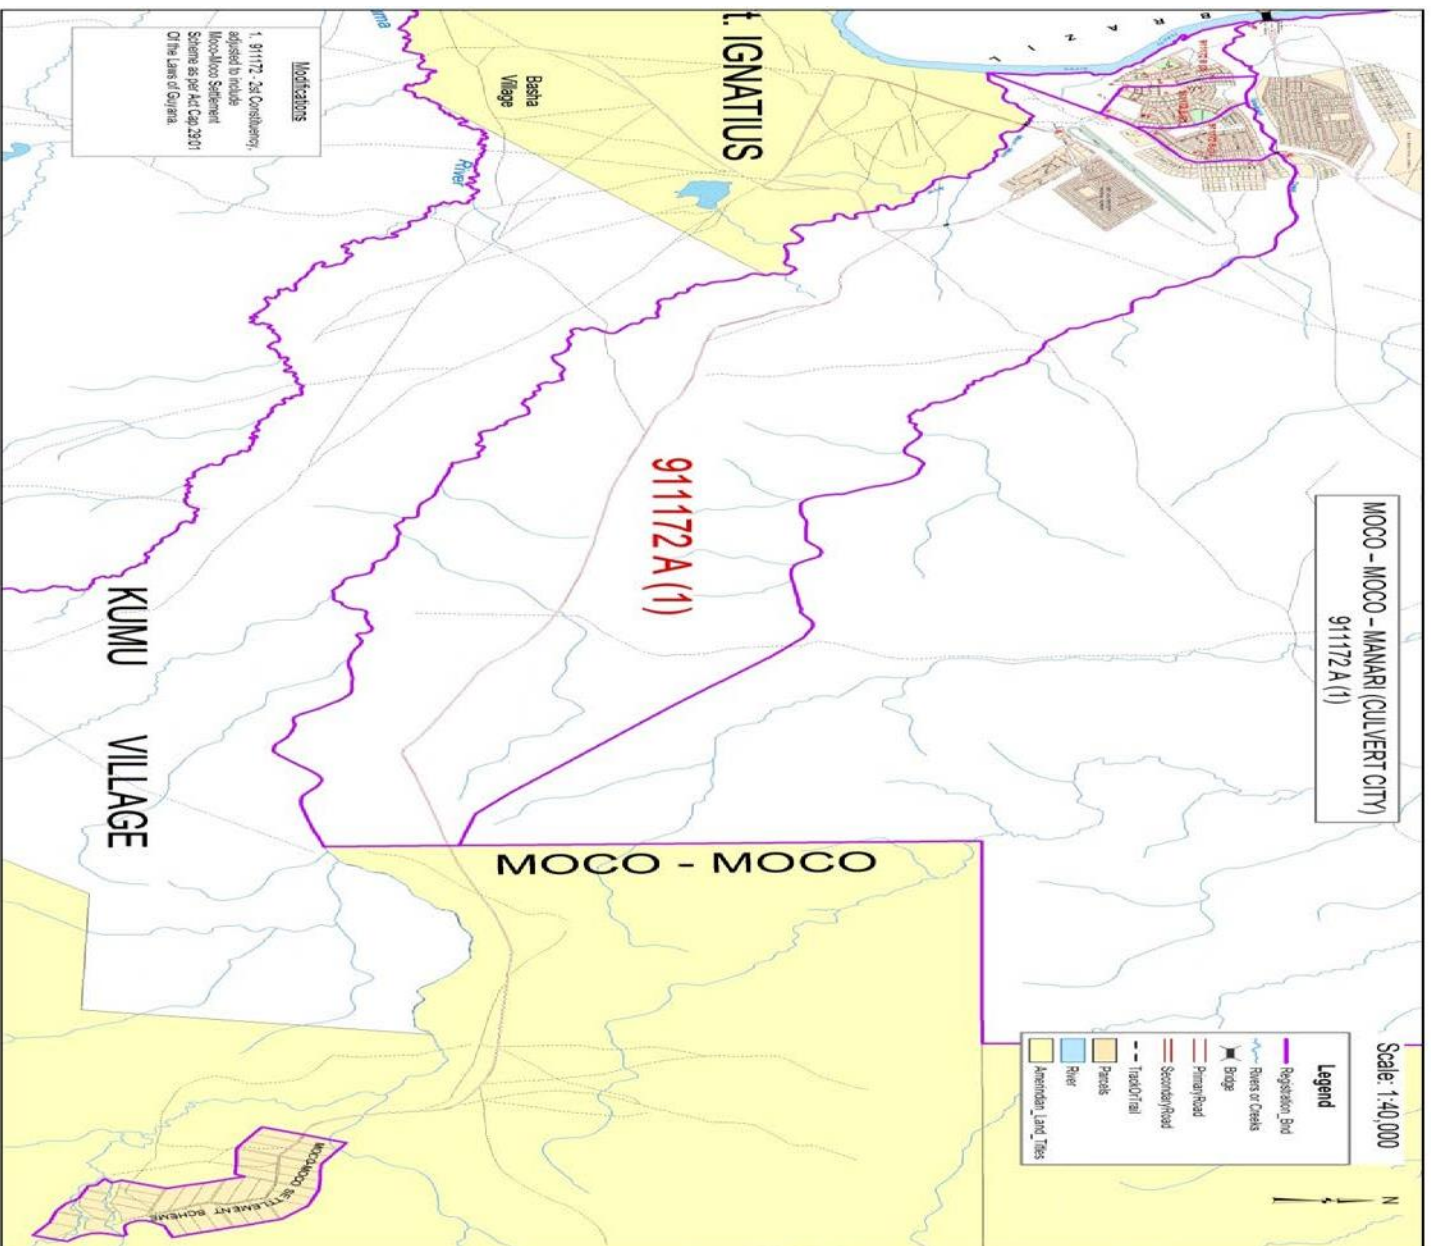 MOCO – MOCO – MANARI (CULVERT CITY)
911172 A (1)
Scale: 1:40,000
N
Legend
Registration_Bnd
Rivers or Creeks
Bridge
PrimaryRoad
SecondaryRoad
TrackOrTrail
Parcels
River
Amerindian_Land_Titles
B R A Z I L
t. IGNATIUS
Basha
Village
911172 A (1)
MOCO - MOCO
KUMU VILLAGE
River
MOCO-MOCO SETTLEMENT SCHEME
Modifications
1. 911172 - 2st Constituency,
adjusted to include
Moco-Moco Settlement
Scheme as per Act Cap.29:01
Of the Laws of Guyana.